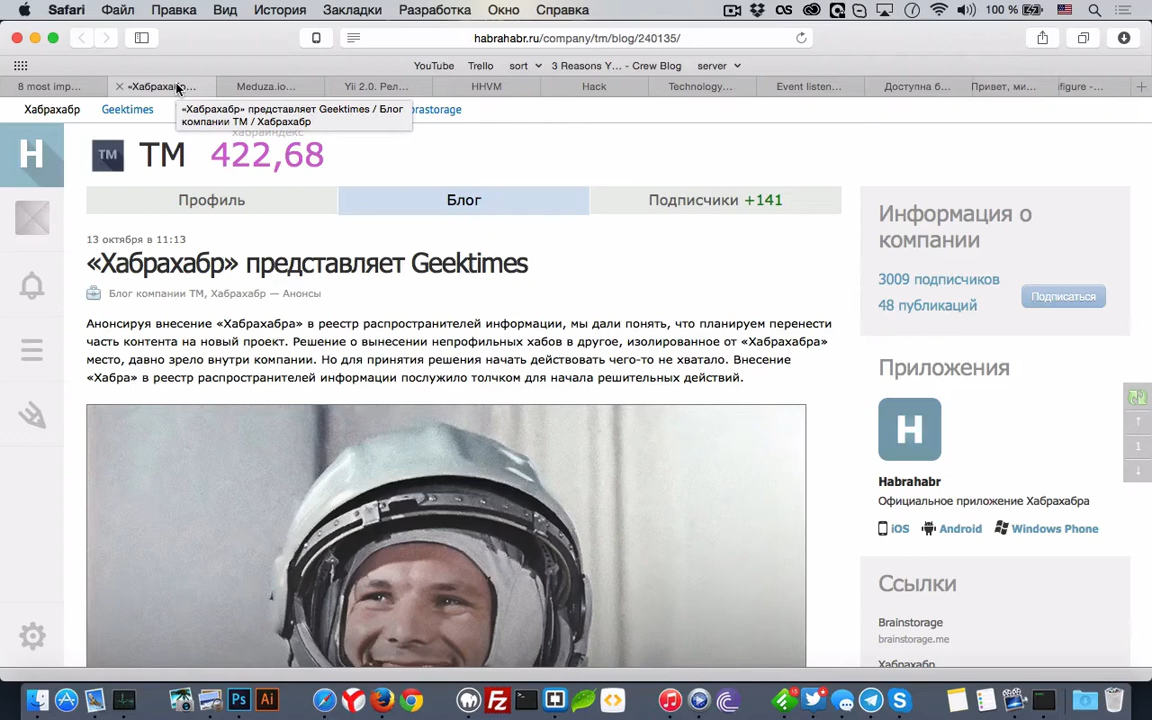 Safari Файл Правка Вид История Закладки Разработка Окно Справка 100 %
habrahabr.ru/company/tm/blog/240135/
YouTube Trello sort 3 Reasons Y... - Crew Blog server
8 most imp... «Хабрахабр... Meduza.io... Yii 2.0. Рел... HHVM Hack Technology... Event listen... Доступна б... Привет, ми... figure -...
Хабрахабр Geektimes
«Хабрахабр» представляет Geektimes / Блог
компании ТМ / Хабрахабр
хабраиндекс
H TM ТМ 422,68
Профиль Блог Подписчики +141
13 октября в 11:13
«Хабрахабр» представляет Geektimes
Блог компании ТМ, Хабрахабр — Анонсы
Анонсируя внесение «Хабрахабра» в реестр распространителей информации, мы дали понять, что планируем перенести
часть контента на новый проект. Решение о вынесении непрофильных хабов в другое, изолированное от «Хабрахабра»
место, давно зрело внутри компании. Но для принятия решения начать действовать чего-то не хватало. Внесение
«Хабра» в реестр распространителей информации послужило толчком для начала решительных действий.
Информация о
компании
3009 подписчиков
48 публикаций
Подписаться
Приложения
H
Habrahabr
Официальное приложение Хабрахабра
iOS Android Windows Phone
1
Ссылки
Brainstorage
brainstorage.me
Хабрахабр
Ps Ai Fz